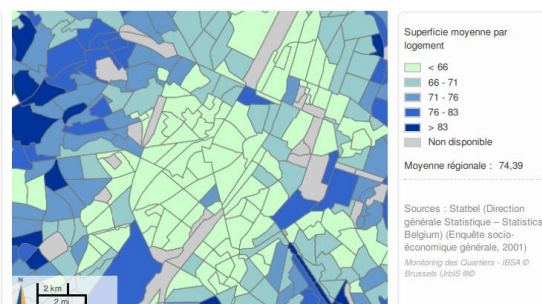 Superficie moyenne par
logement
< 66
66 - 71
71 - 76
76 - 83
> 83
Non disponible
Moyenne régionale : 74,39
Sources : Statbel (Direction
générale Statistique – Statistics
Belgium) (Enquête socio-
économique générale, 2001)
Monitoring des Quartiers - IBSA ©
Brussels UrbIS ®©
N
2 km
2 mi